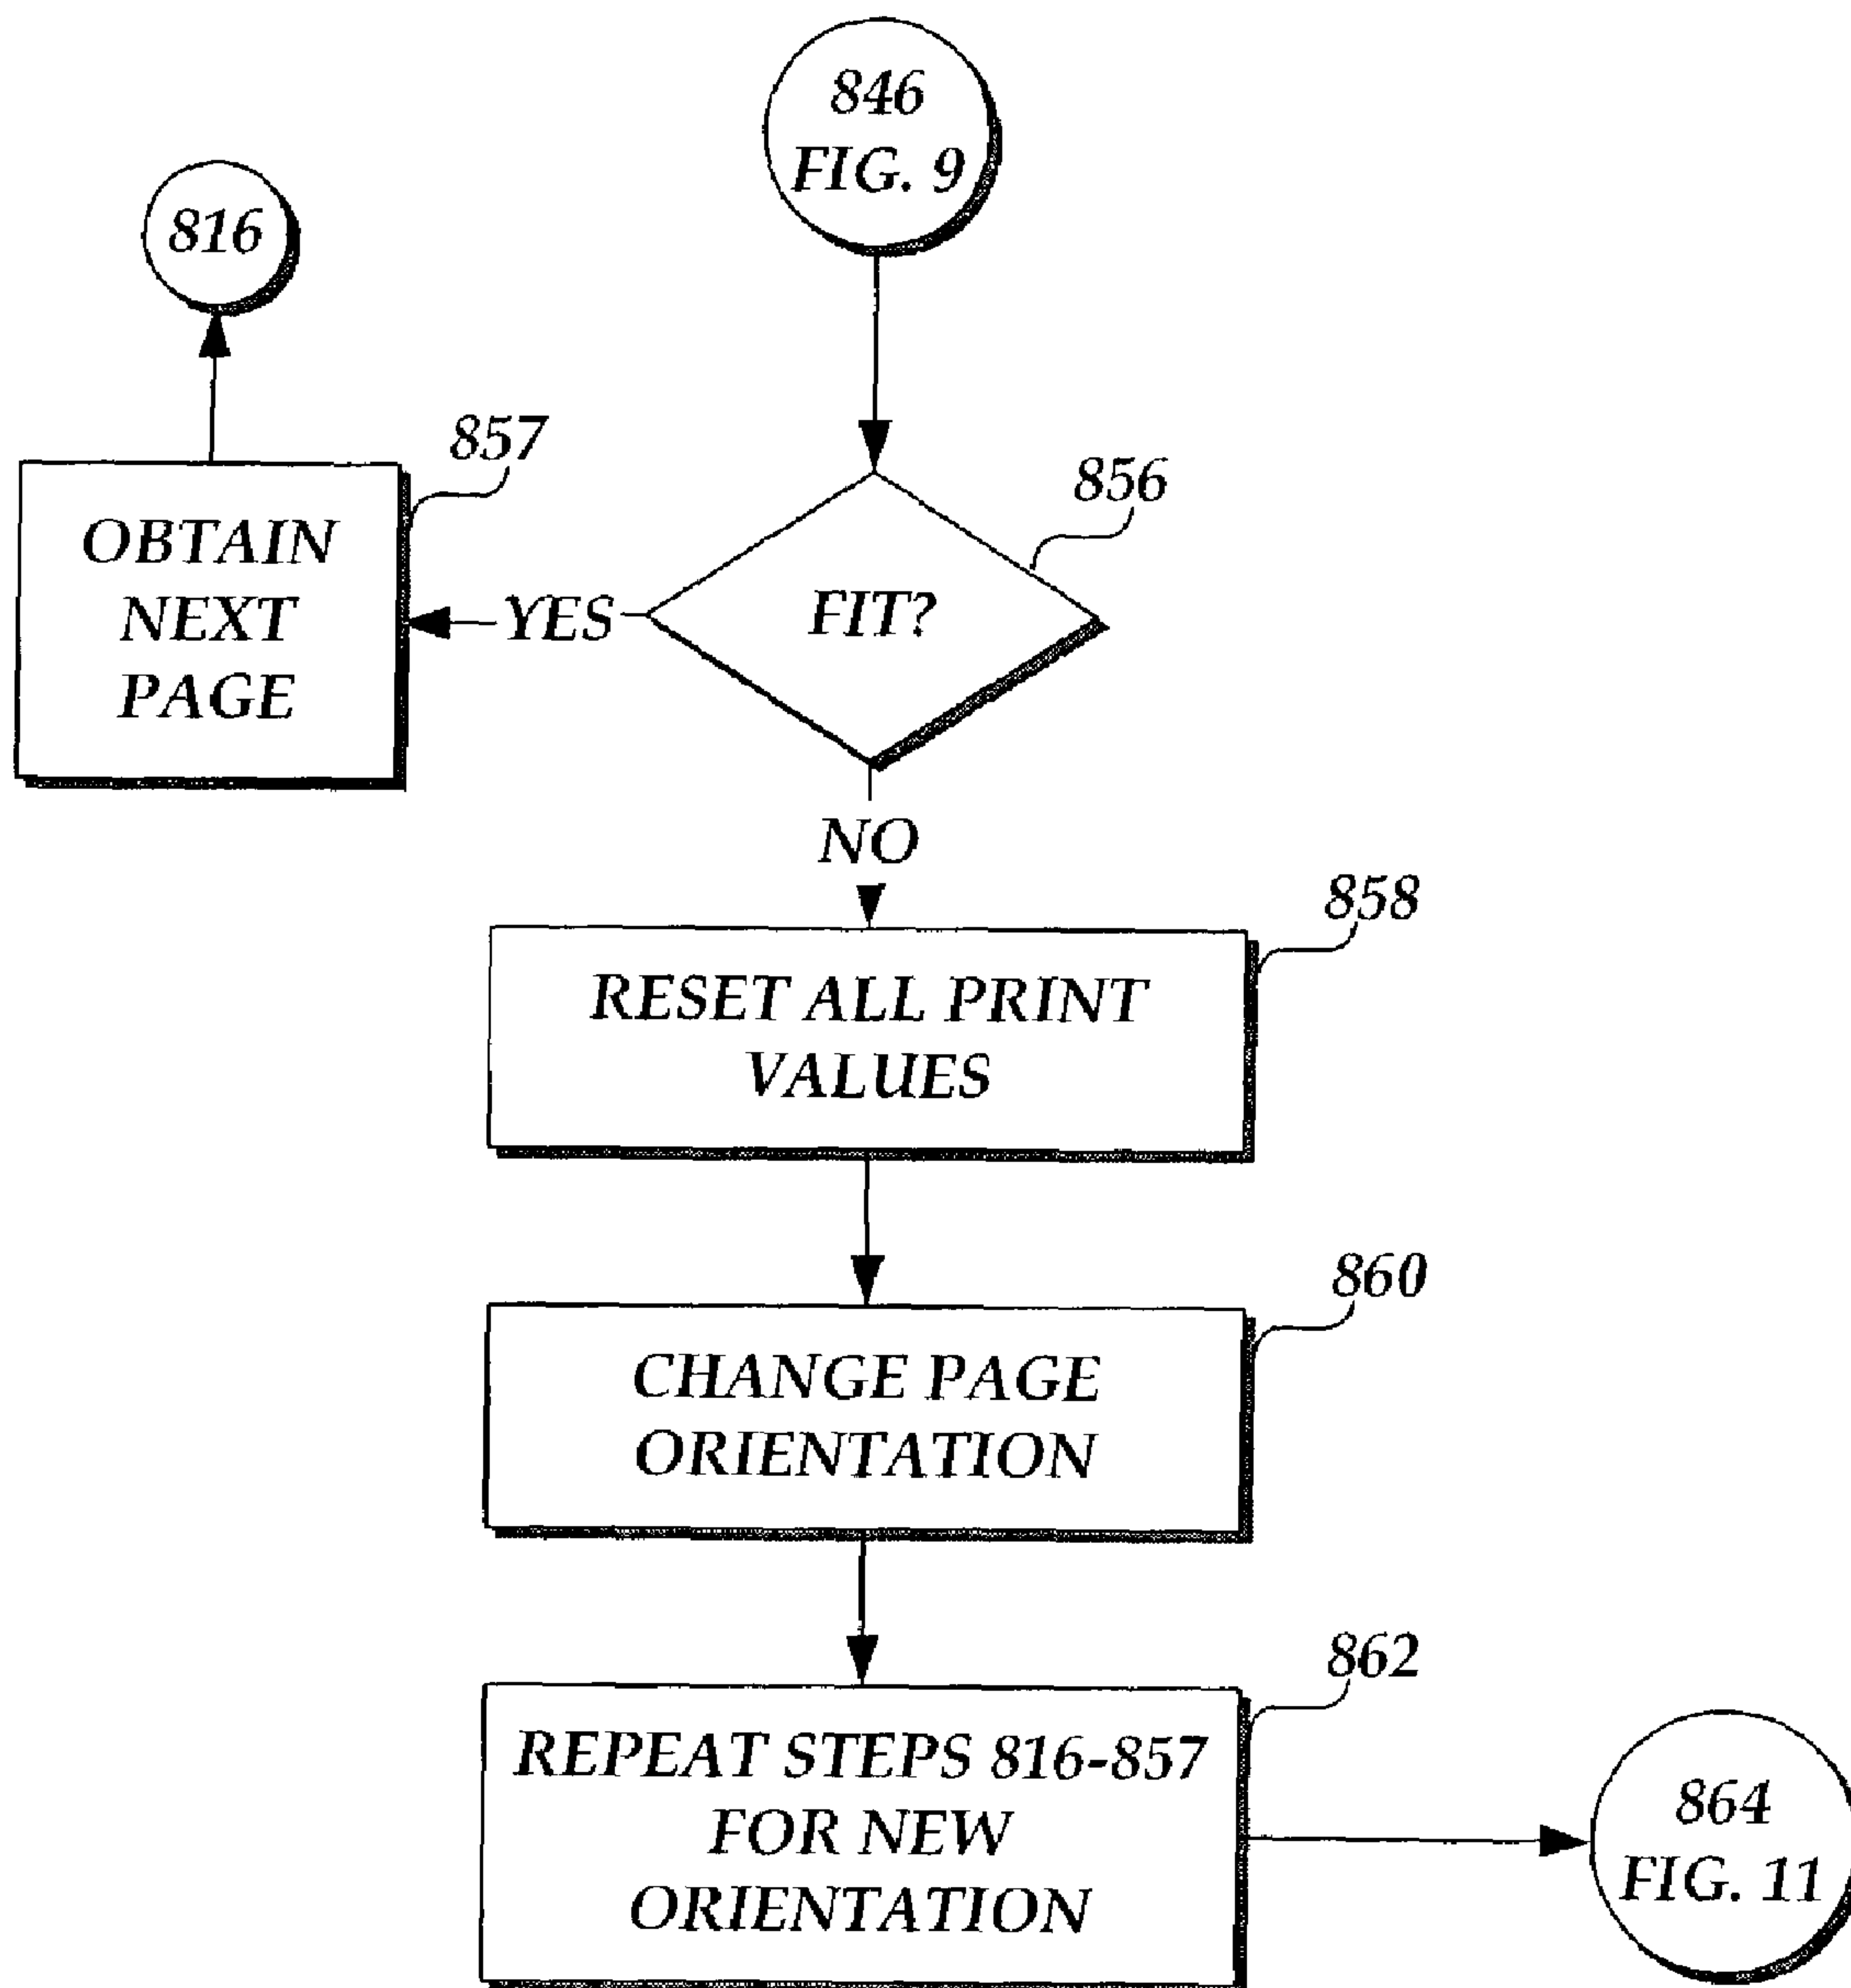 846
FIG. 9
816
857
OBTAIN
NEXT
PAGE
YES
856
FIT?
NO
858
RESET ALL PRINT
VALUES
860
CHANGE PAGE
ORIENTATION
862
REPEAT STEPS 816-857
FOR NEW
ORIENTATION
864
FIG. 11